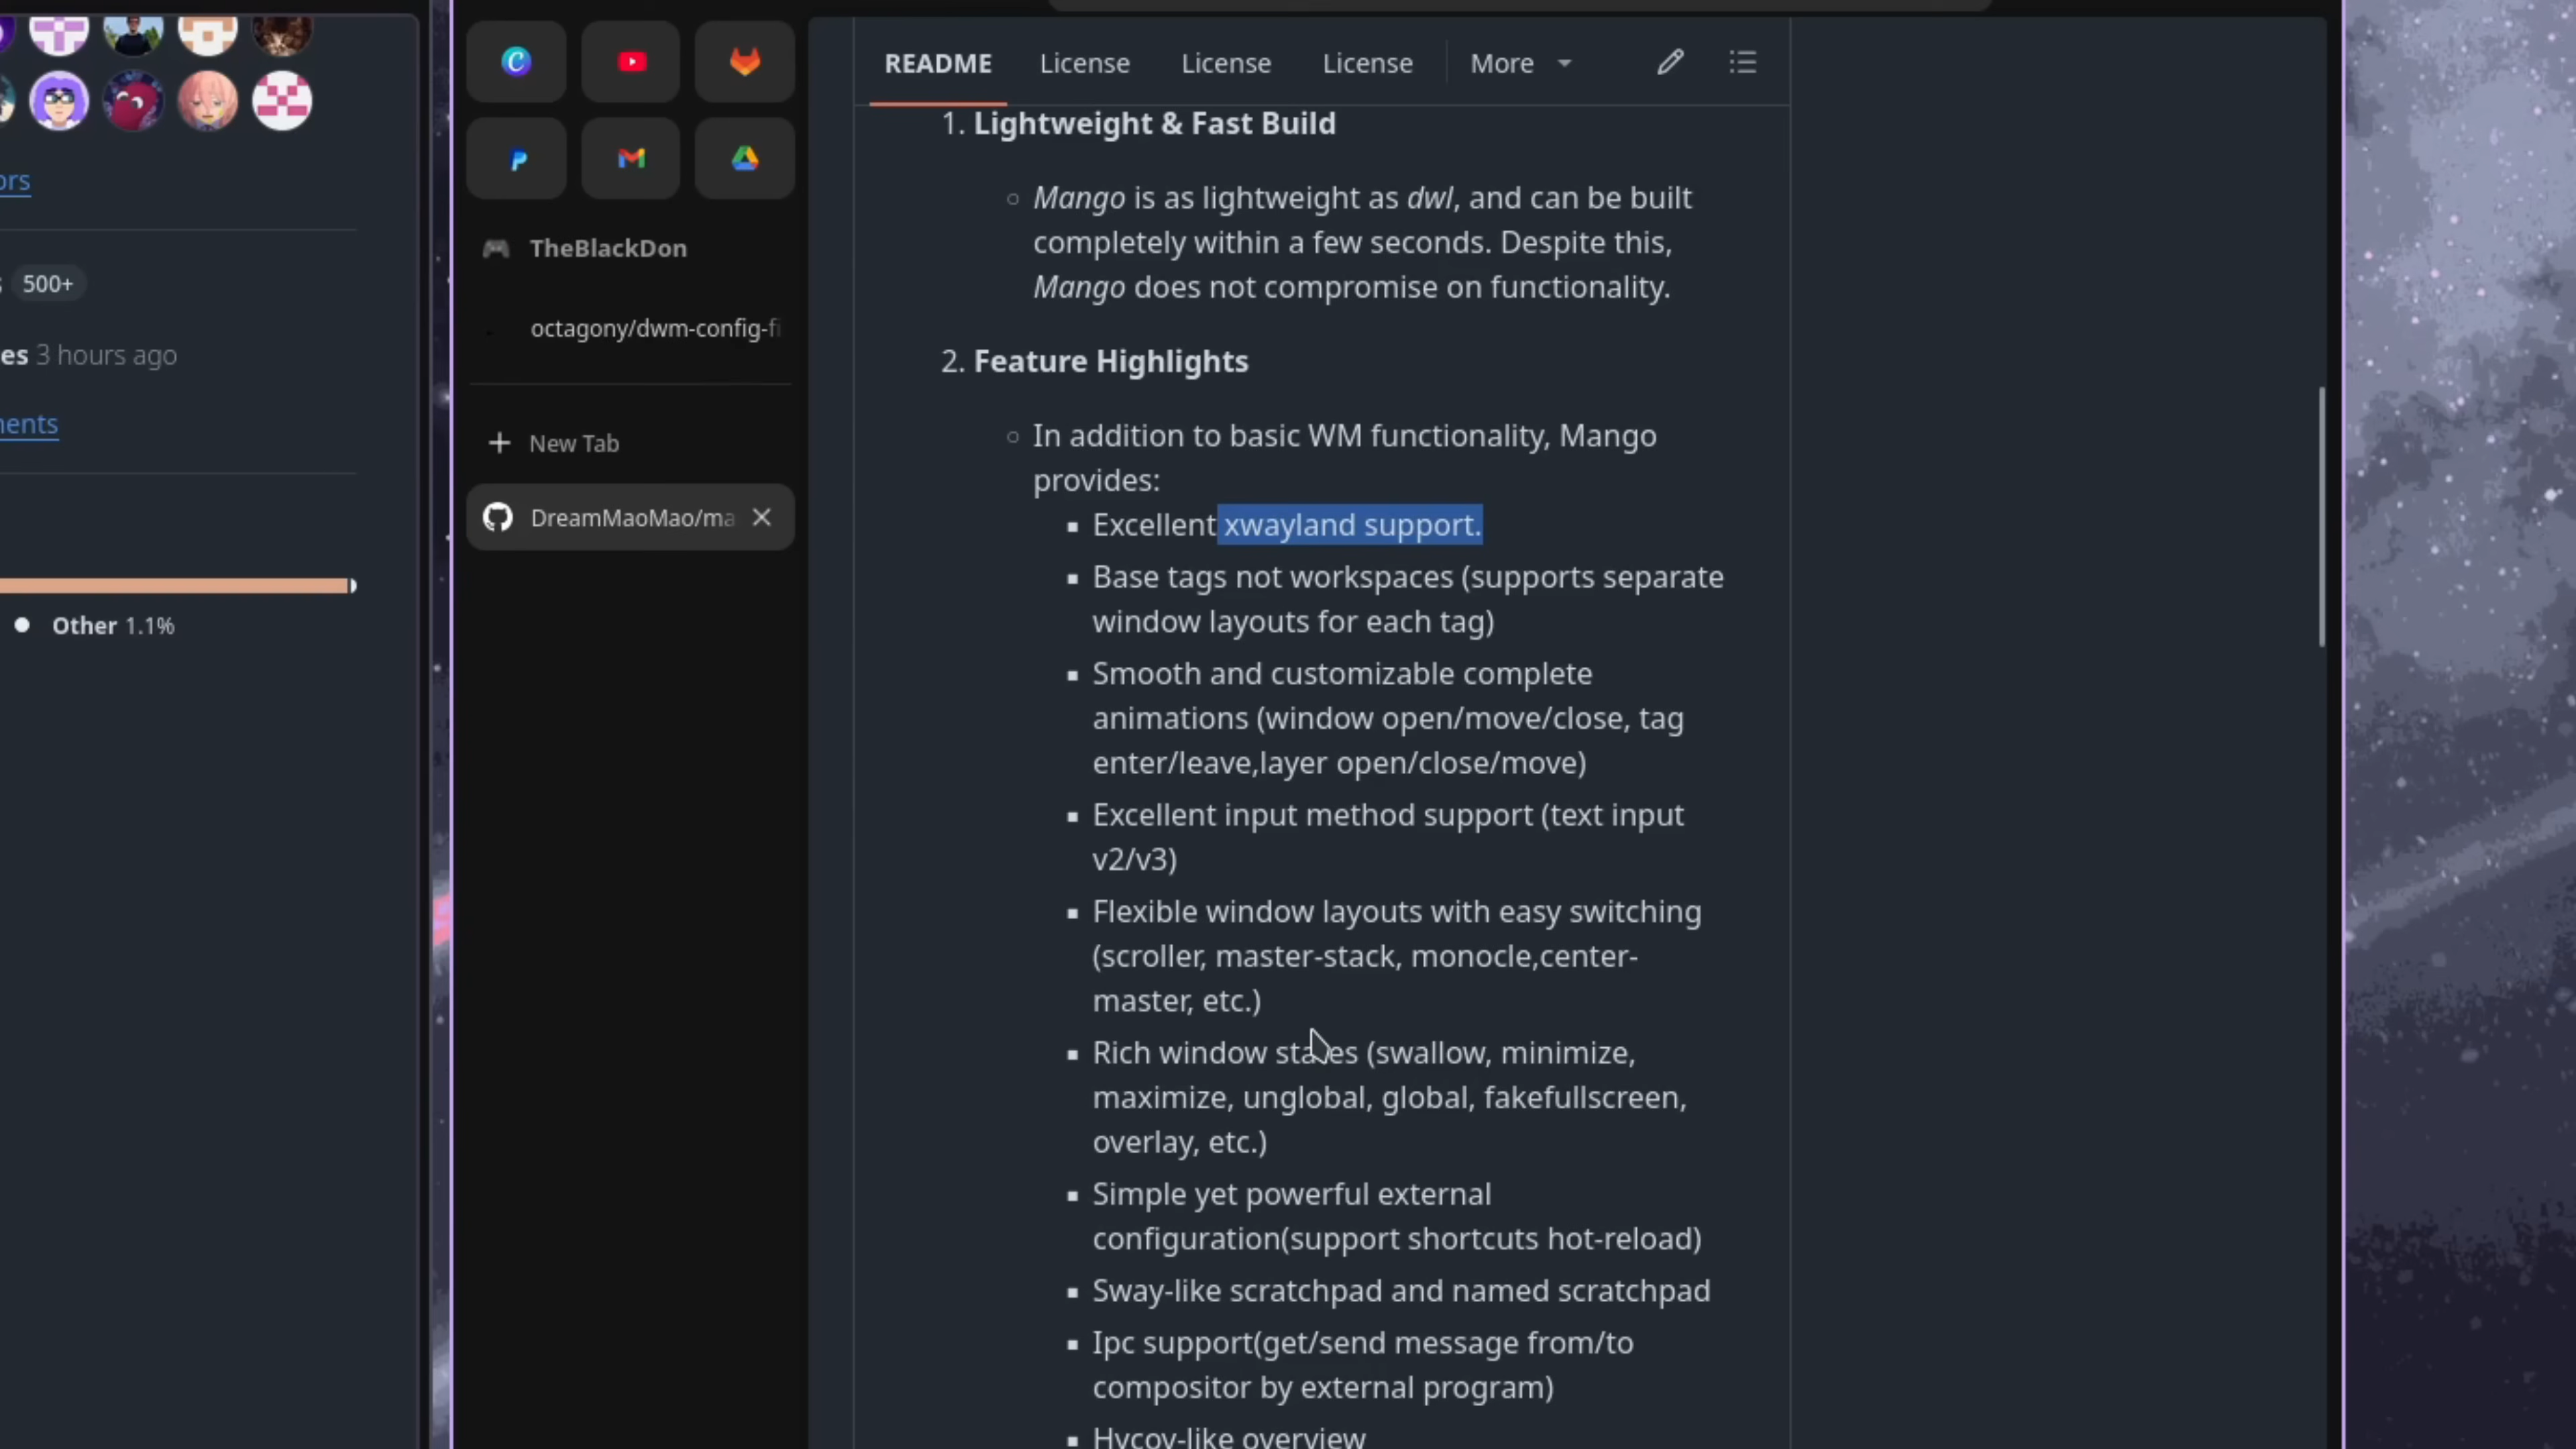 ors
500+
es 3 hours ago
nents
Other 1.1%
TheBlackDon
octagony/dwm-config-fi
New Tab
DreamMaoMao/ma
README License License License More
1. Lightweight & Fast Build
Mango is as lightweight as dwl, and can be built
completely within a few seconds. Despite this,
Mango does not compromise on functionality.
2. Feature Highlights
In addition to basic WM functionality, Mango
provides:
Excellent xwayland support.
Base tags not workspaces (supports separate
window layouts for each tag)
Smooth and customizable complete
animations (window open/move/close, tag
enter/leave,layer open/close/move)
Excellent input method support (text input
v2/v3)
Flexible window layouts with easy switching
(scroller, master-stack, monocle,center-
master, etc.)
Rich window states (swallow, minimize,
maximize, unglobal, global, fakefullscreen,
overlay, etc.)
Simple yet powerful external
configuration(support shortcuts hot-reload)
Sway-like scratchpad and named scratchpad
Ipc support(get/send message from/to
compositor by external program)
Hycov-like overview